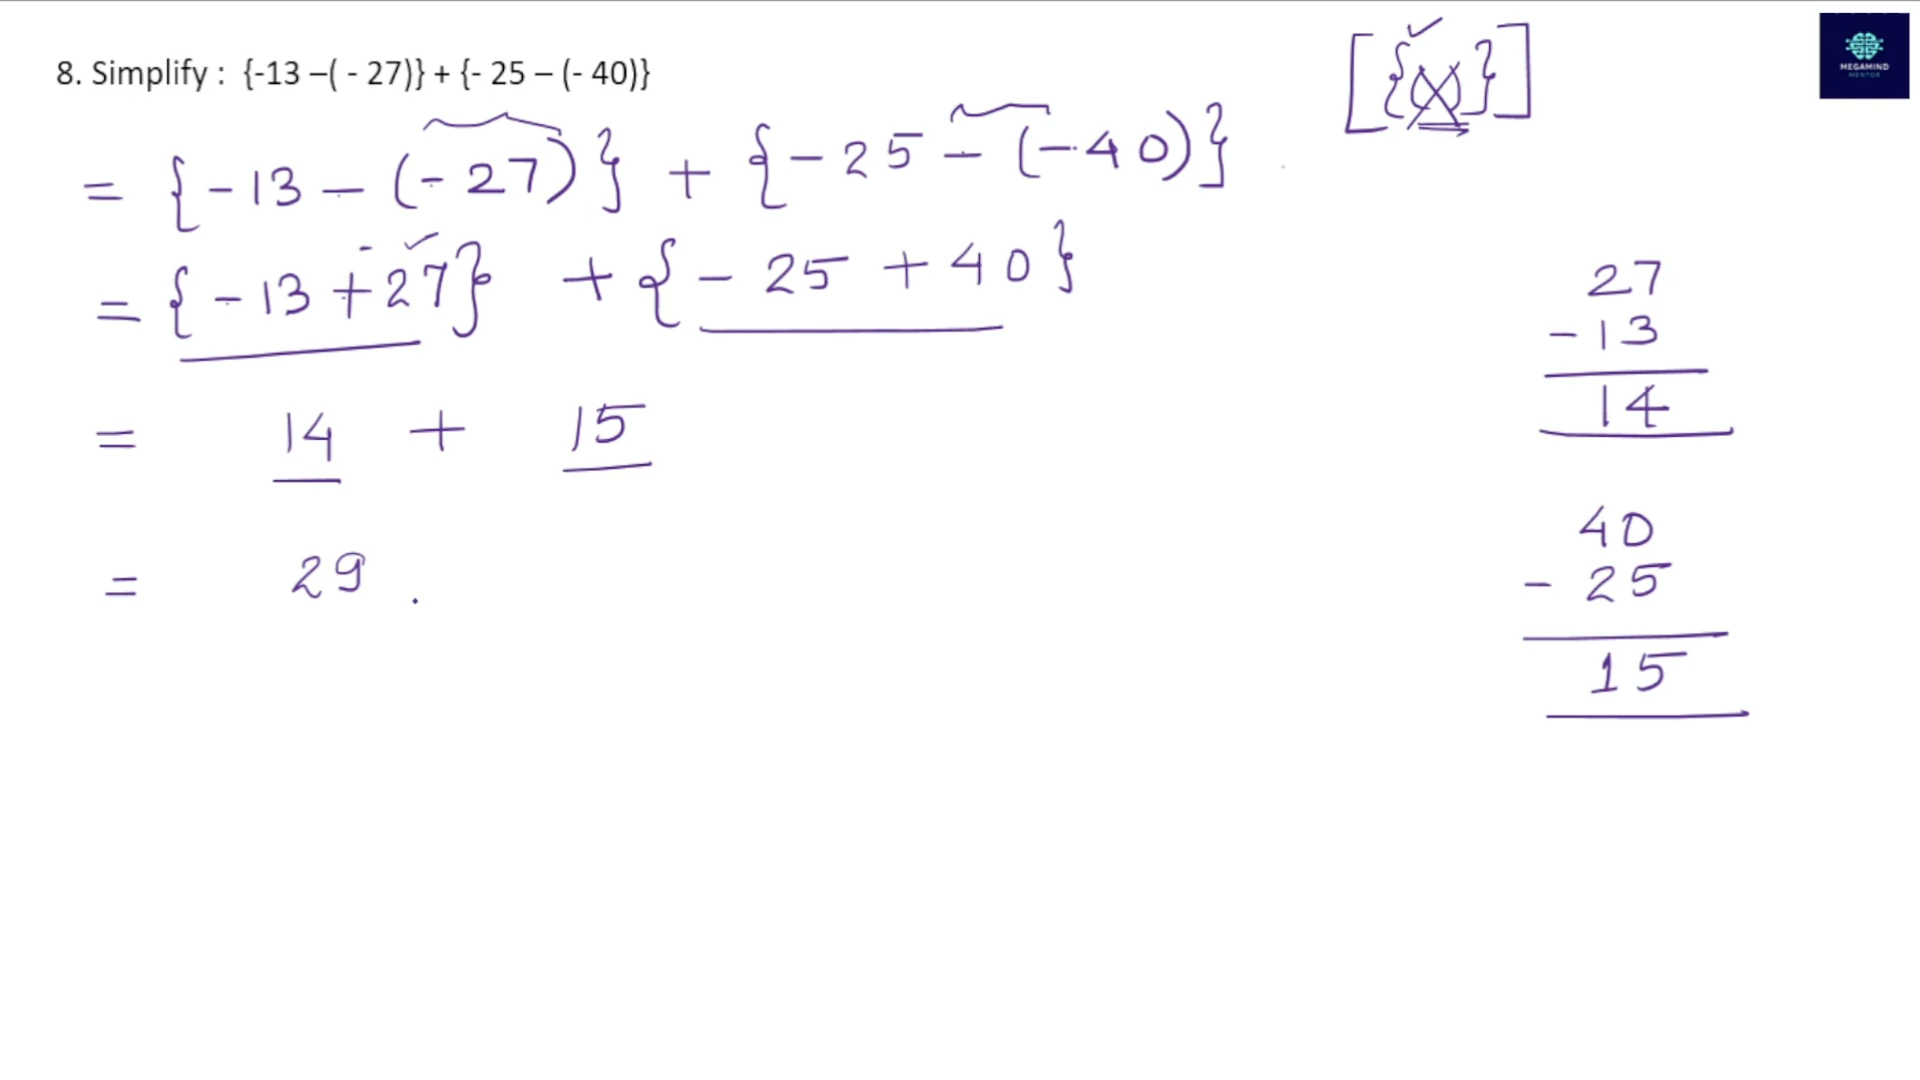 8. Simplify : {-13 –( - 27)} + {- 25 – (- 40)}
[{()}]
MEGAMIND
MENTOR
= {-13 - (-27)} + {-25 - (-40)}
= {-13 + 27} + {-25 + 40}
= 14 + 15
= 29.
27
- 13
14
40
- 25
15